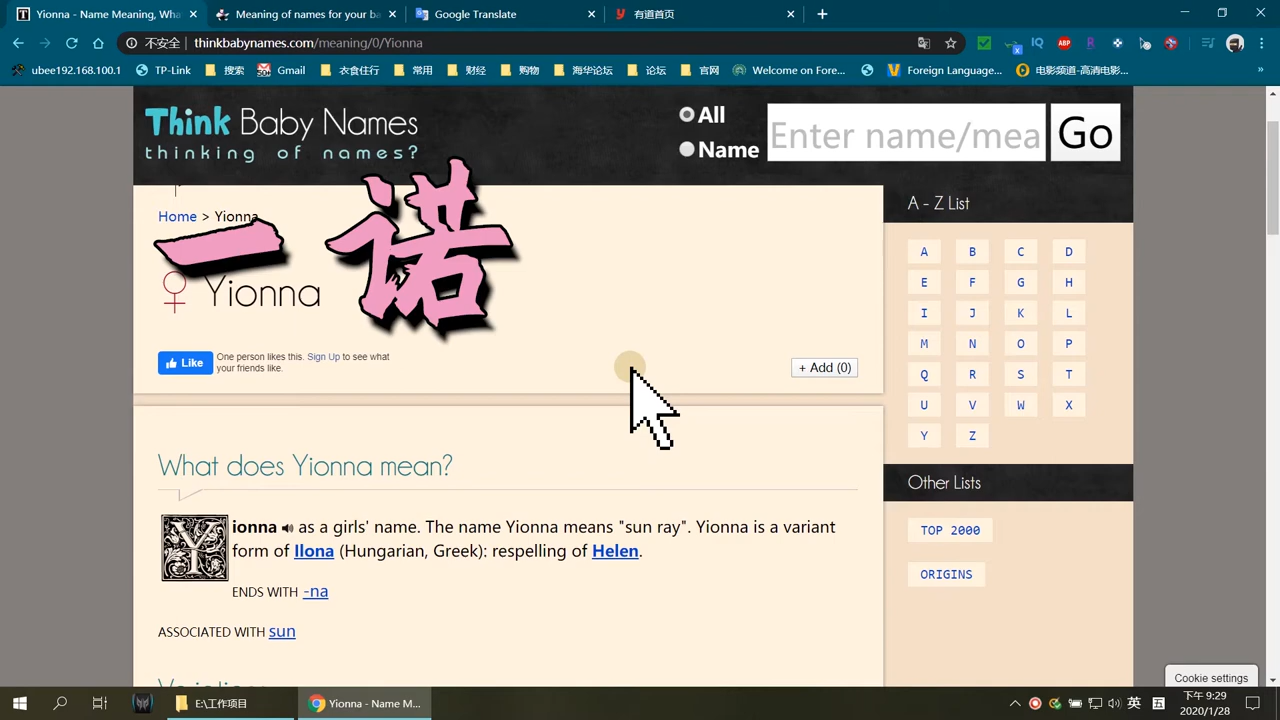 Yionna - Name Meaning, Wha
Meaning of names for your ba
Google Translate
有道首页
不安全
thinkbabynames.com/meaning/0/Yionna
ubee192.168.100.1
TP-Link
搜索
Gmail
衣食住行
常用
财经
购物
海华论坛
论坛
官网
Welcome on Fore...
Foreign Language...
电影频道-高清电影...
Think Baby Names
thinking of names?
All
Name
Enter name/mea
Go
Home > Yionna
一诺
Yionna
Like
One person likes this. Sign Up to see what
your friends like.
+ Add (0)
What does Yionna mean?
Yionna as a girls' name. The name Yionna means "sun ray". Yionna is a variant
form of Ilona (Hungarian, Greek): respelling of Helen.
ENDS WITH -na
ASSOCIATED WITH sun
A - Z List
A B C D
E F G H
I J K L
M N O P
Q R S T
U V W X
Y Z
Other Lists
TOP 2000
ORIGINS
Cookie settings
E:\工作项目
Yionna - Name M...
英
五
下午 9:29
2020/1/28